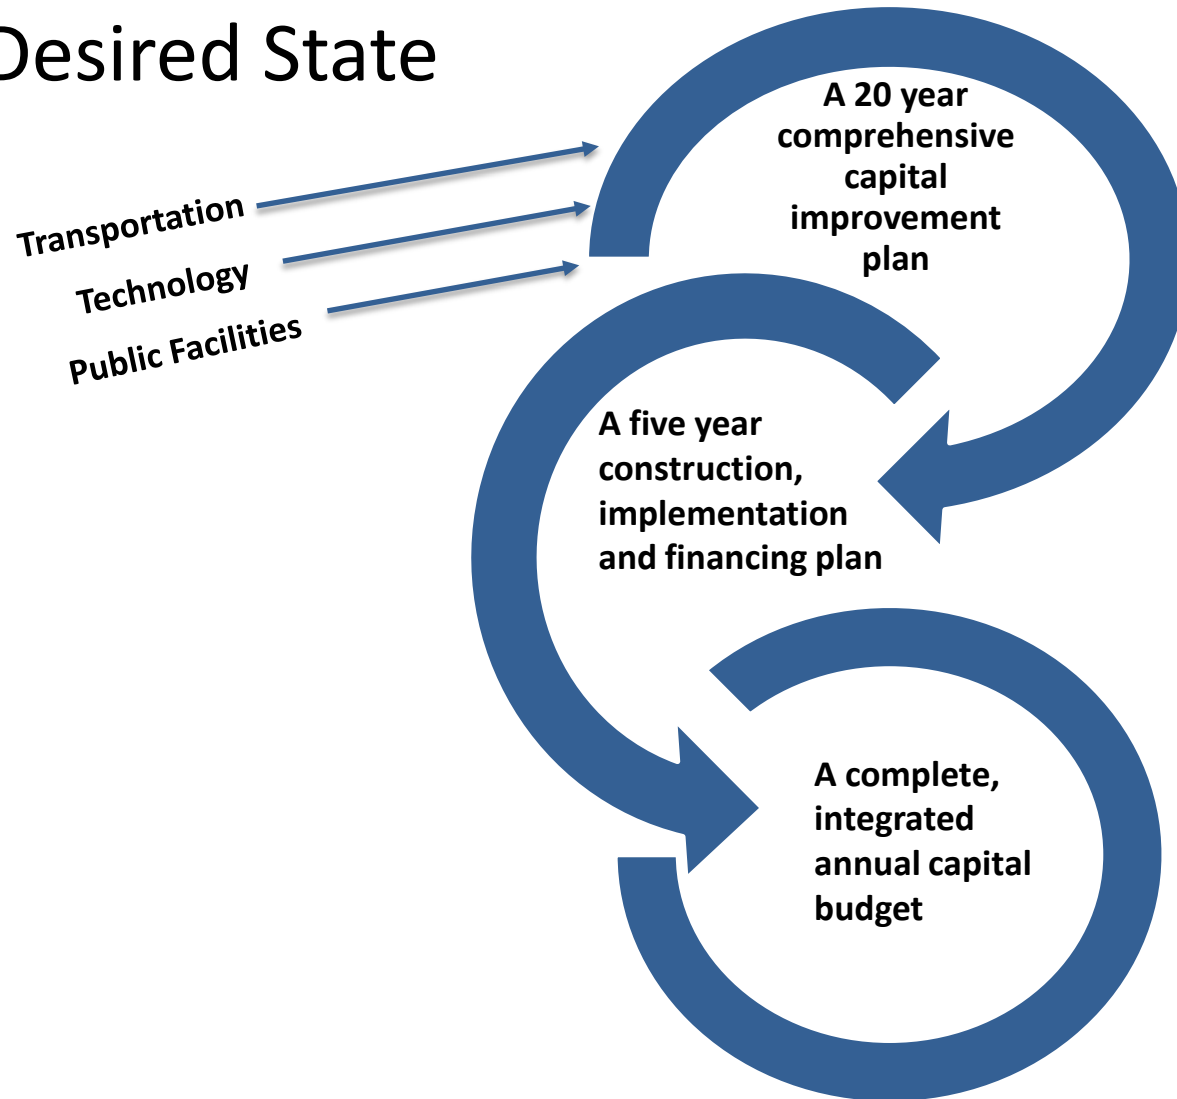 Desired State
A 20 year
comprehensive
capital
improvement
plan
Transportation
Technology
Public Facilities
A five year
construction,
implementation
and financing plan
A complete,
integrated
annual capital
budget